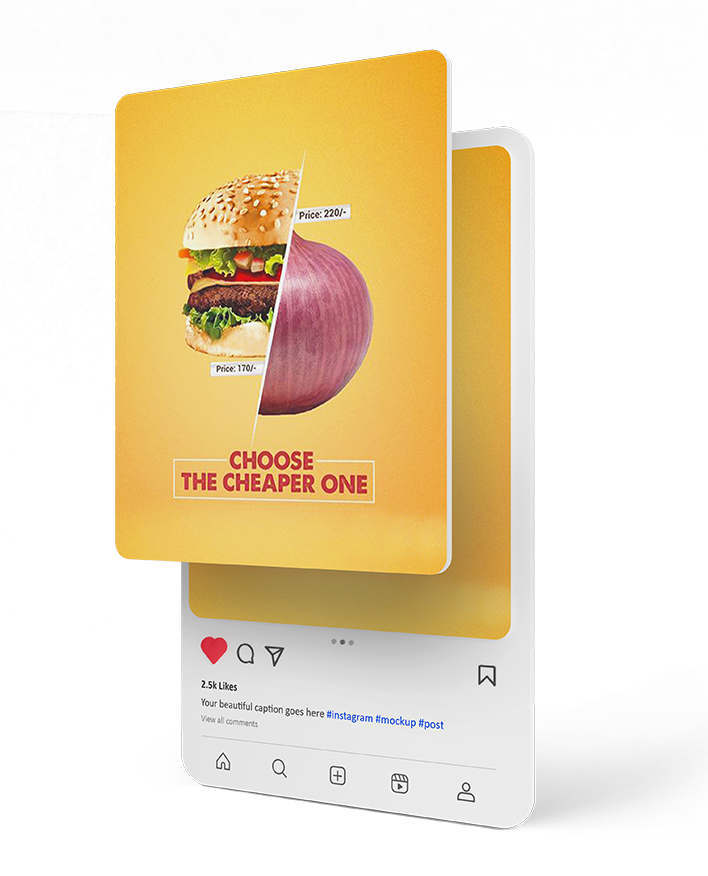 Price: 220/-
Price: 170/-
CHOOSE
THE CHEAPER ONE
2.5k Likes
Your beautiful caption goes here #instagram #mockup #post
View all comments